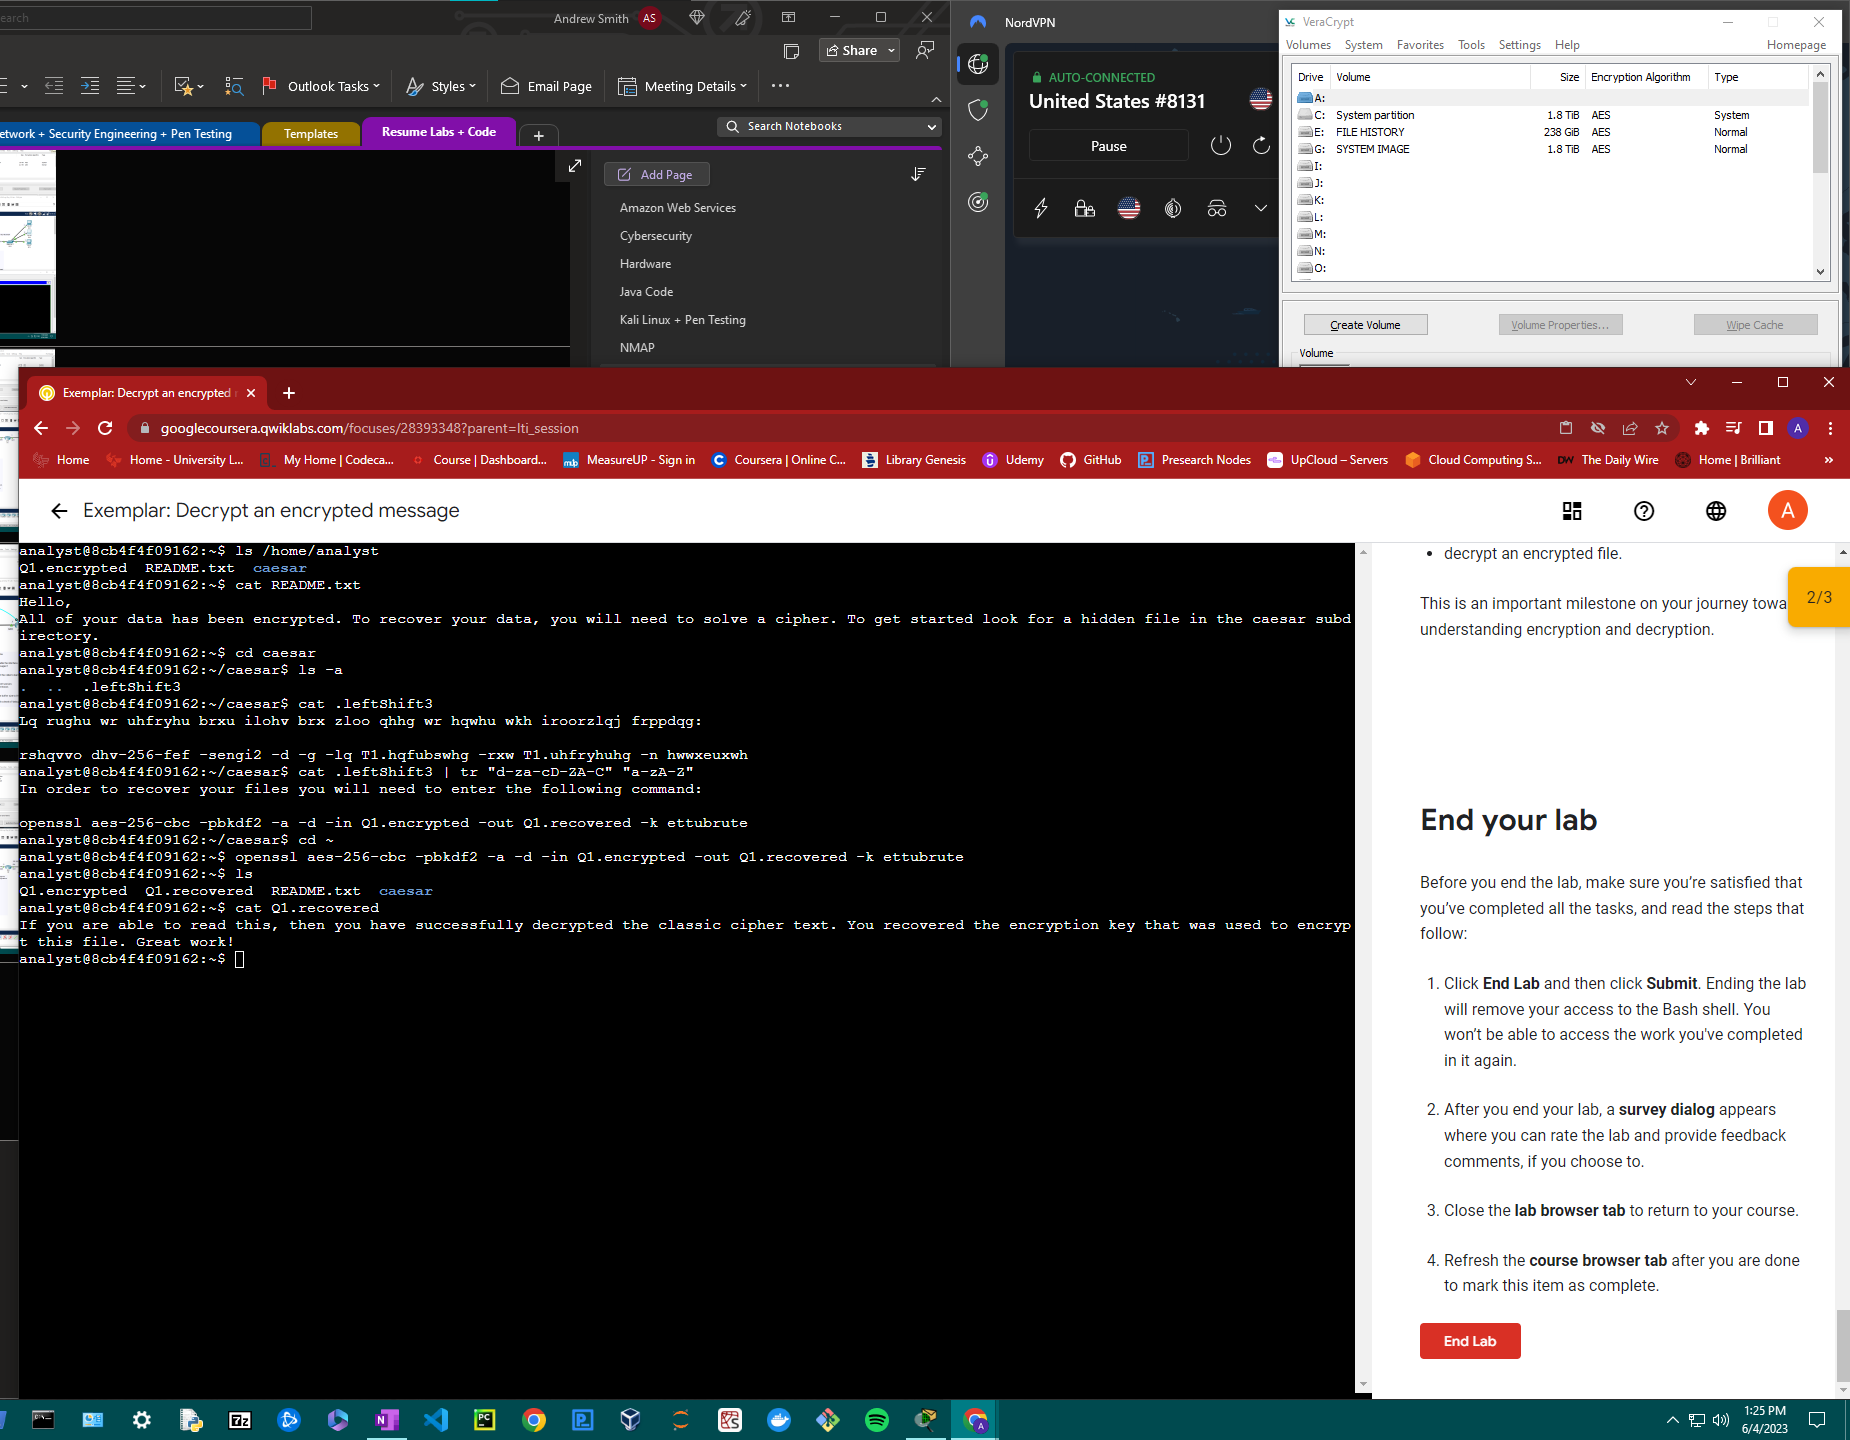 earch
Andrew Smith AS
Share
Outlook Tasks
Styles
Email Page
Meeting Details
etwork + Security Engineering + Pen Testing
Templates
Resume Labs + Code
+
Search Notebooks
Add Page
Amazon Web Services
Cybersecurity
Hardware
Java Code
Kali Linux + Pen Testing
NMAP
NordVPN
AUTO-CONNECTED
United States #8131
Pause
VeraCrypt
Volumes System Favorites Tools Settings Help Homepage
Drive Volume Size Encryption Algorithm Type
A:
C: System partition 1.8 TiB AES System
E: FILE HISTORY 238 GiB AES Normal
G: SYSTEM IMAGE 1.8 TiB AES Normal
I:
J:
K:
L:
M:
N:
O:
Create Volume Volume Properties... Wipe Cache
Volume
Exemplar: Decrypt an encrypted
googlecoursera.qwiklabs.com/focuses/28393348?parent=lti_session
Home Home - University L... My Home | Codeca... Course | Dashboard... MeasureUP - Sign in Coursera | Online C... Library Genesis Udemy GitHub Presearch Nodes UpCloud – Servers Cloud Computing S... The Daily Wire Home | Brilliant »
Exemplar: Decrypt an encrypted message
A
analyst@8cb4f4f09162:~$ ls /home/analyst
Q1.encrypted README.txt caesar
analyst@8cb4f4f09162:~$ cat README.txt
Hello,
All of your data has been encrypted. To recover your data, you will need to solve a cipher. To get started look for a hidden file in the caesar subd
irectory.
analyst@8cb4f4f09162:~$ cd caesar
analyst@8cb4f4f09162:~/caesar$ ls -a
. .. .leftShift3
analyst@8cb4f4f09162:~/caesar$ cat .leftShift3
Lq rughu wr uhfryhu brxu ilohv brx zloo qhhg wr hqwhu wkh iroorzlqj frppdqg:
rshqvvo dhv-256-fef -sengi2 -d -g -lq T1.hqfubswhg -rxw T1.uhfryhuhg -n hwwxeuxwh
analyst@8cb4f4f09162:~/caesar$ cat .leftShift3 | tr "d-za-cD-ZA-C" "a-zA-Z"
In order to recover your files you will need to enter the following command:
openssl aes-256-cbc -pbkdf2 -a -d -in Q1.encrypted -out Q1.recovered -k ettubrute
analyst@8cb4f4f09162:~/caesar$ cd ~
analyst@8cb4f4f09162:~$ openssl aes-256-cbc -pbkdf2 -a -d -in Q1.encrypted -out Q1.recovered -k ettubrute
analyst@8cb4f4f09162:~$ ls
Q1.encrypted Q1.recovered README.txt caesar
analyst@8cb4f4f09162:~$ cat Q1.recovered
If you are able to read this, then you have successfully decrypted the classic cipher text. You recovered the encryption key that was used to encryp
t this file. Great work!
analyst@8cb4f4f09162:~$
• decrypt an encrypted file.
2/3
This is an important milestone on your journey towa
understanding encryption and decryption.
End your lab
Before you end the lab, make sure you’re satisfied that
you’ve completed all the tasks, and read the steps that
follow:
1. Click End Lab and then click Submit. Ending the lab
will remove your access to the Bash shell. You
won’t be able to access the work you've completed
in it again.
2. After you end your lab, a survey dialog appears
where you can rate the lab and provide feedback
comments, if you choose to.
3. Close the lab browser tab to return to your course.
4. Refresh the course browser tab after you are done
to mark this item as complete.
End Lab
1:25 PM
6/4/2023